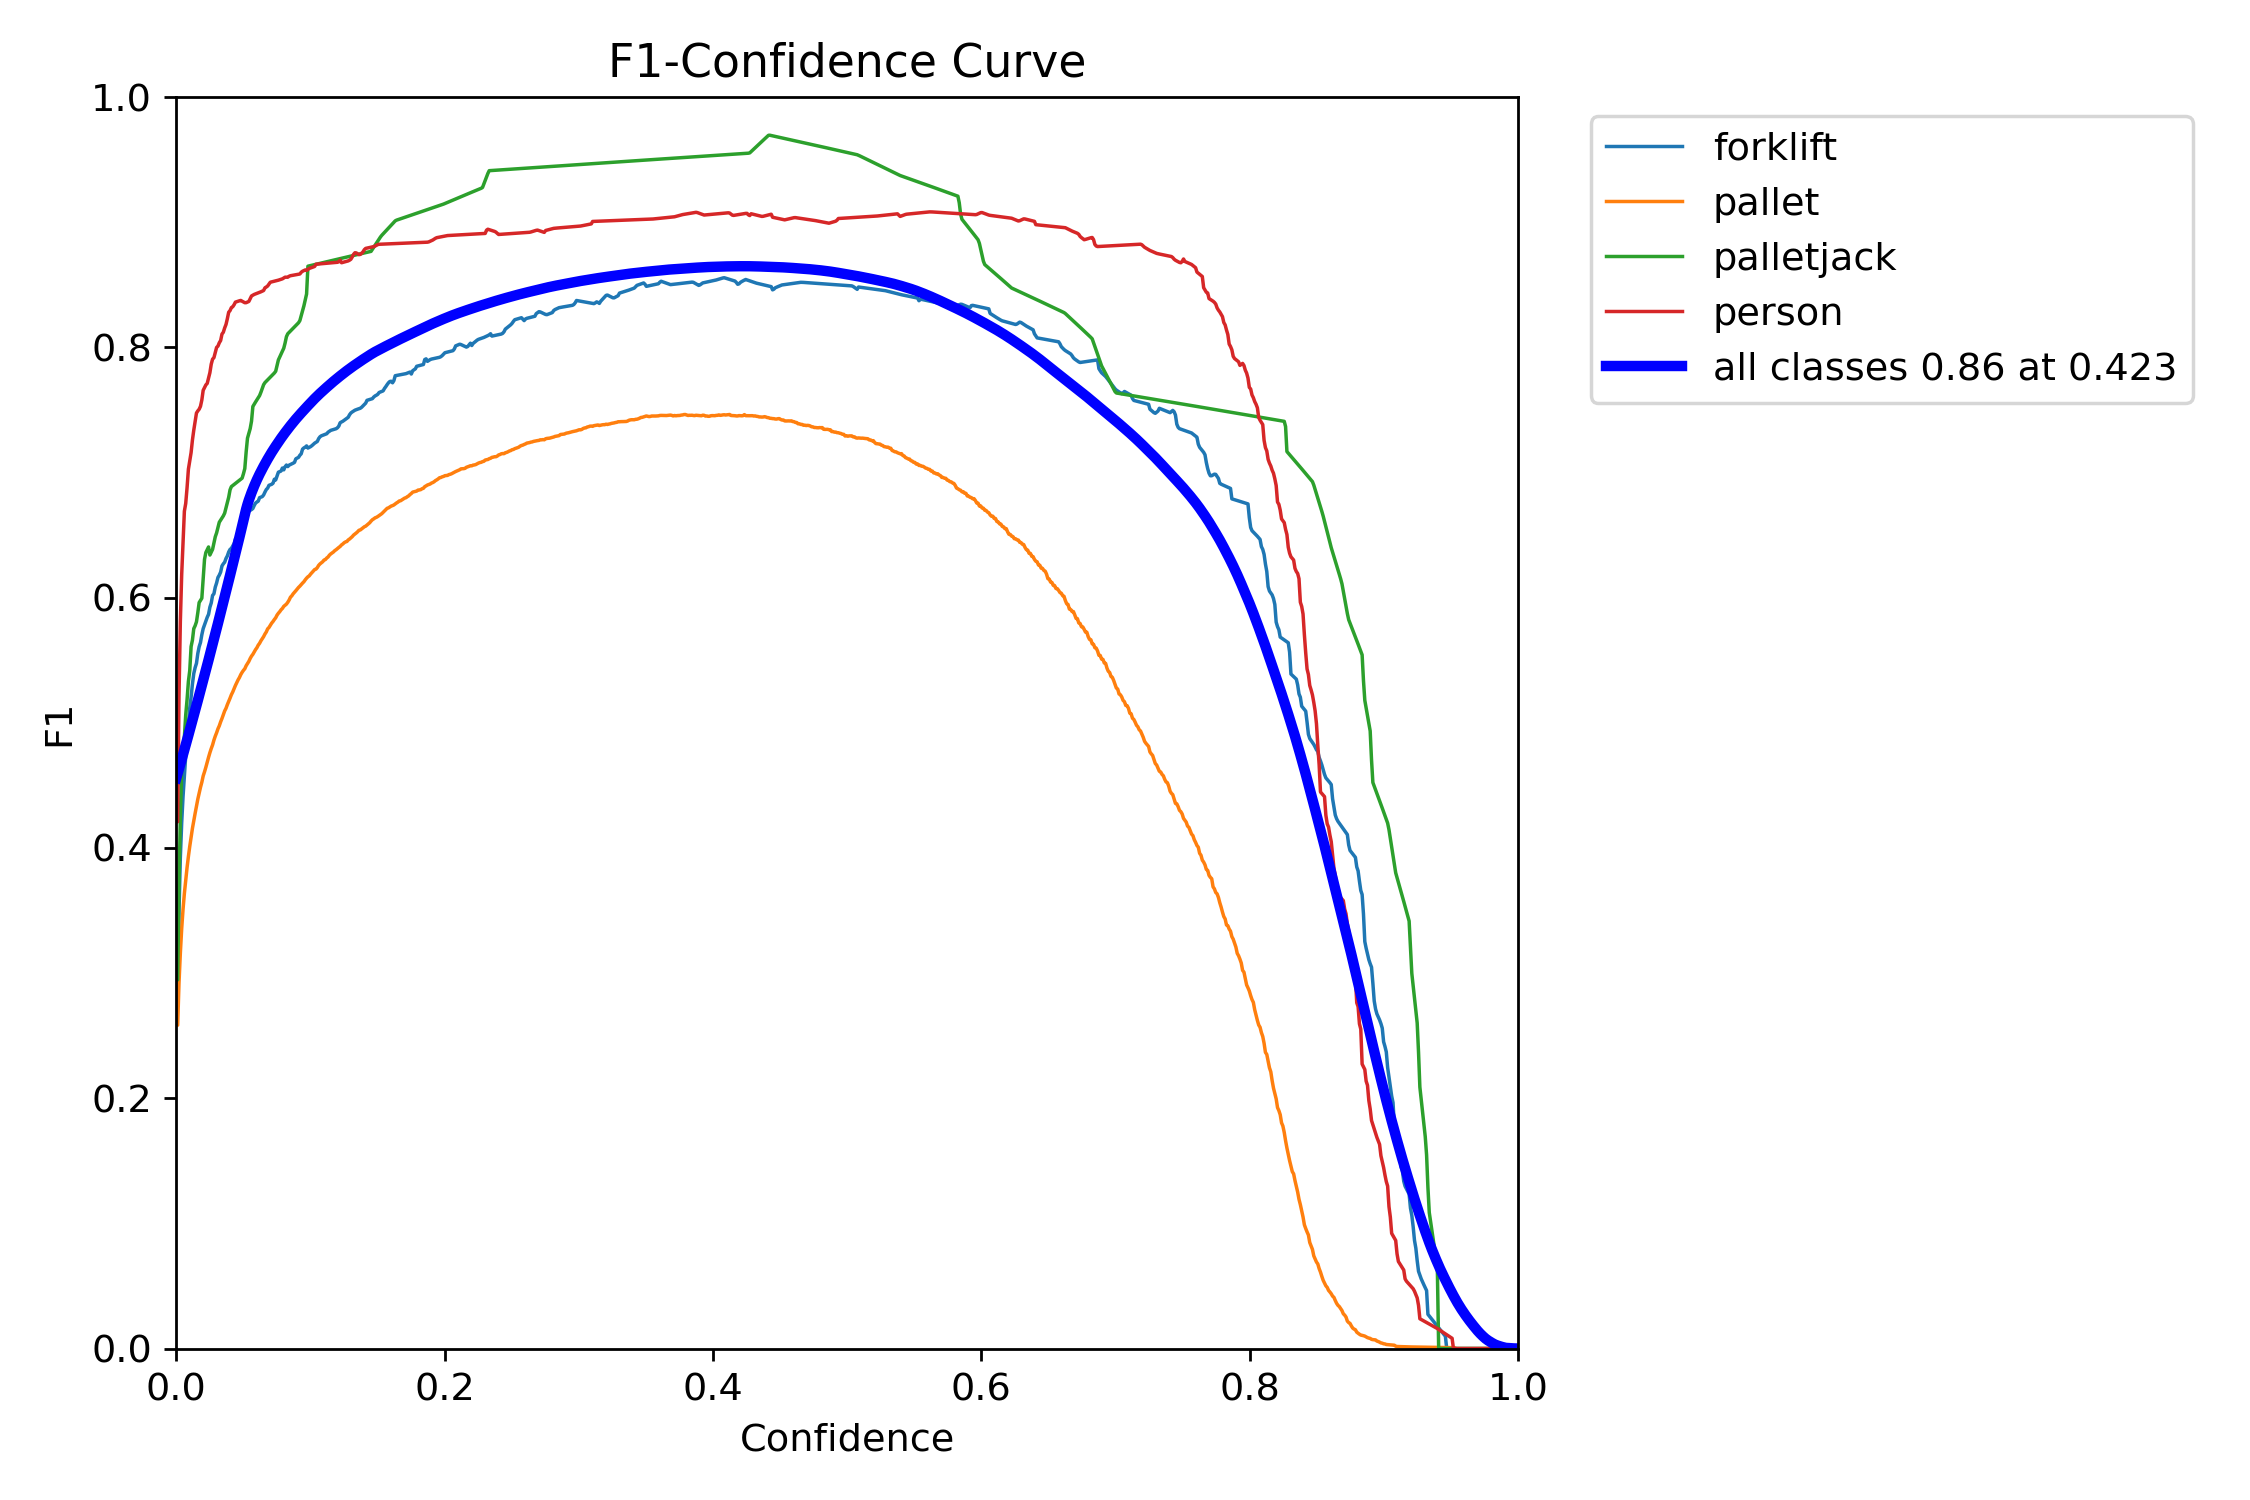 F1-Confidence Curve
1.0
0.8
0.6
0.4
0.2
0.0
F1
0.0 0.2 0.4 0.6 0.8 1.0
Confidence
forklift
pallet
palletjack
person
all classes 0.86 at 0.423